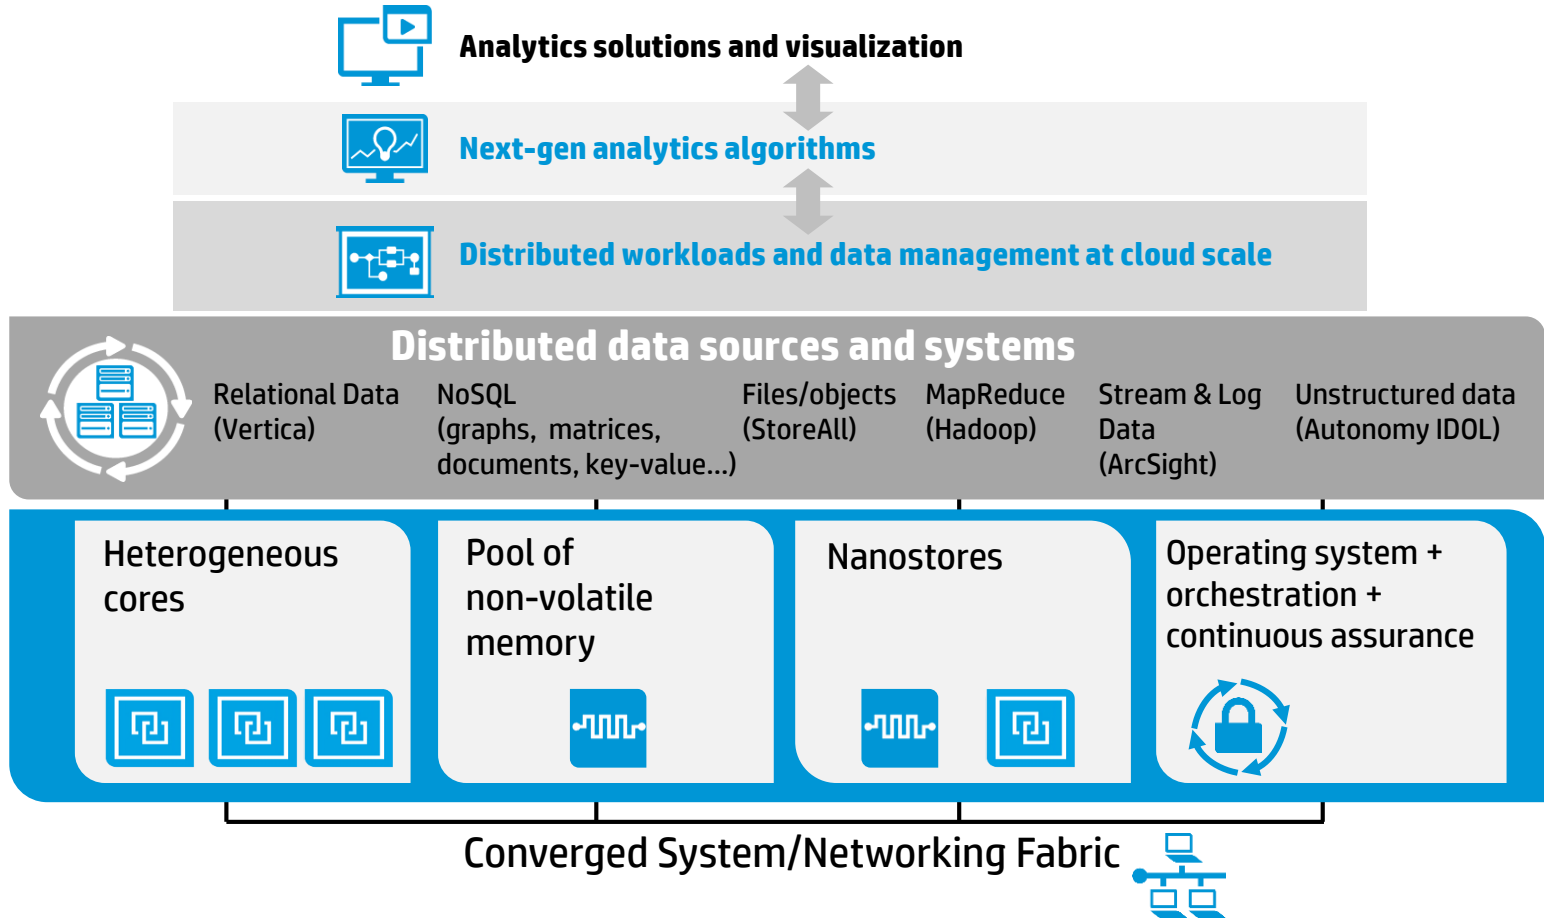 Analytics solutions and visualization
Next-gen analytics algorithms
Distributed workloads and data management at cloud scale
Distributed data sources and systems
Relational Data
(Vertica)
NoSQL
(graphs, matrices,
documents, key-value...)
Files/objects
(StoreAll)
MapReduce
(Hadoop)
Stream & Log
Data
(ArcSight)
Unstructured data
(Autonomy IDOL)
Heterogeneous
cores
Pool of
non-volatile
memory
Nanostores
Operating system +
orchestration +
continuous assurance
Converged System/Networking Fabric